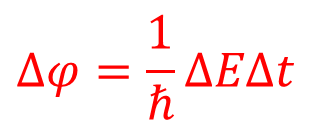 Δφ = 1/ħ ΔEΔt